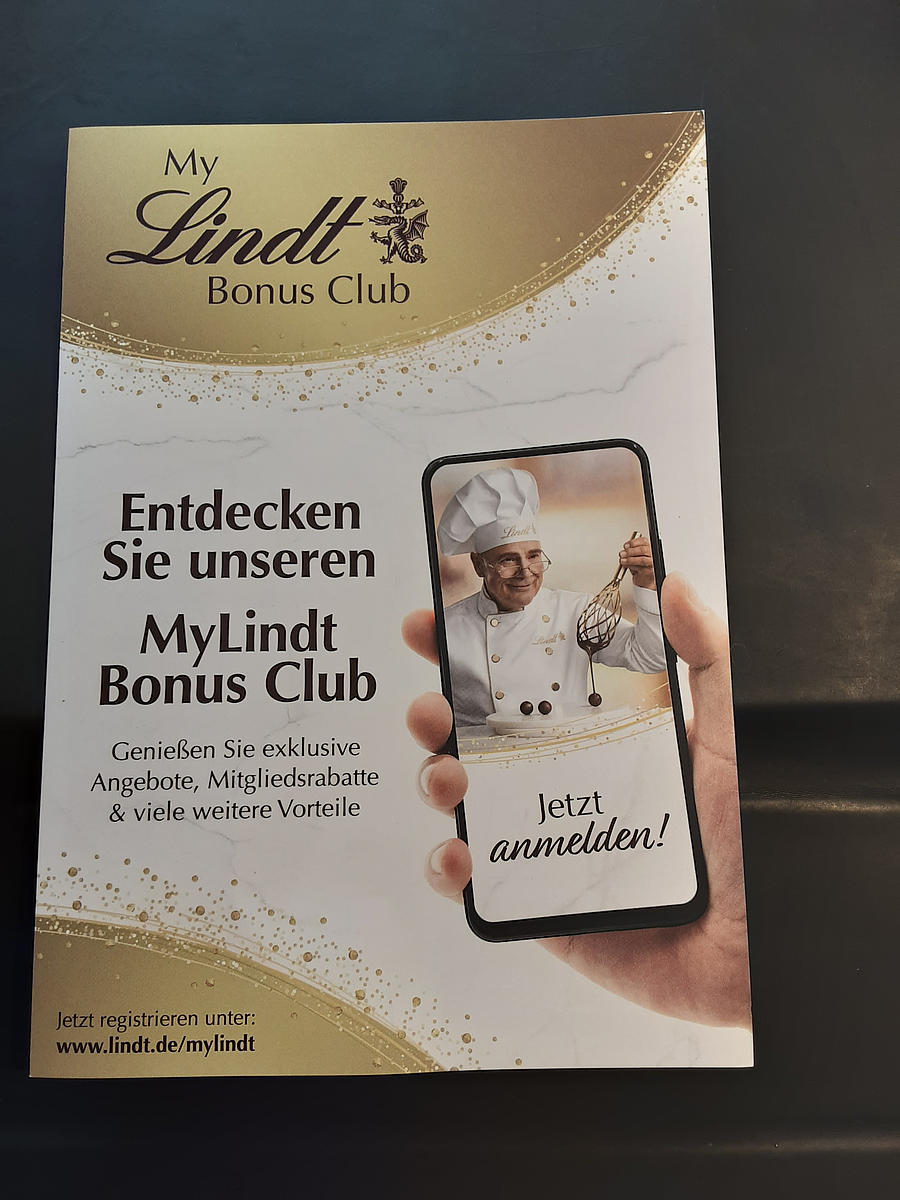 My
Lindt
Bonus Club
Entdecken
Sie unseren
MyLindt
Bonus Club
Genießen Sie exklusive
Angebote, Mitgliedsrabatte
& viele weitere Vorteile
Lindt
Lindt
Jetzt
anmelden!
Jetzt registrieren unter:
www.lindt.de/mylindt